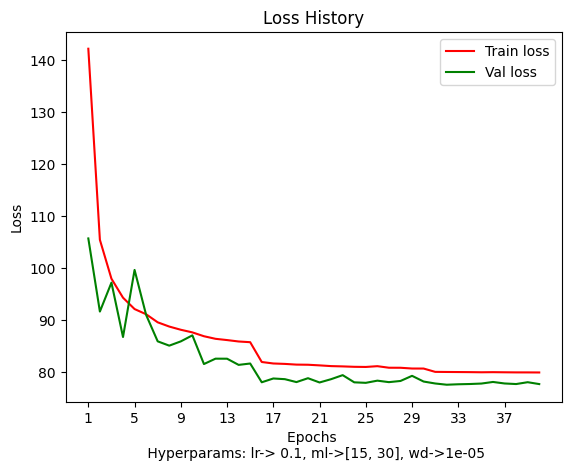 Loss History
Train loss
Val loss
Loss
140
130
120
110
100
90
80
1 5 9 13 17 21 25 29 33 37
Epochs
Hyperparams: lr-> 0.1, ml->[15, 30], wd->1e-05